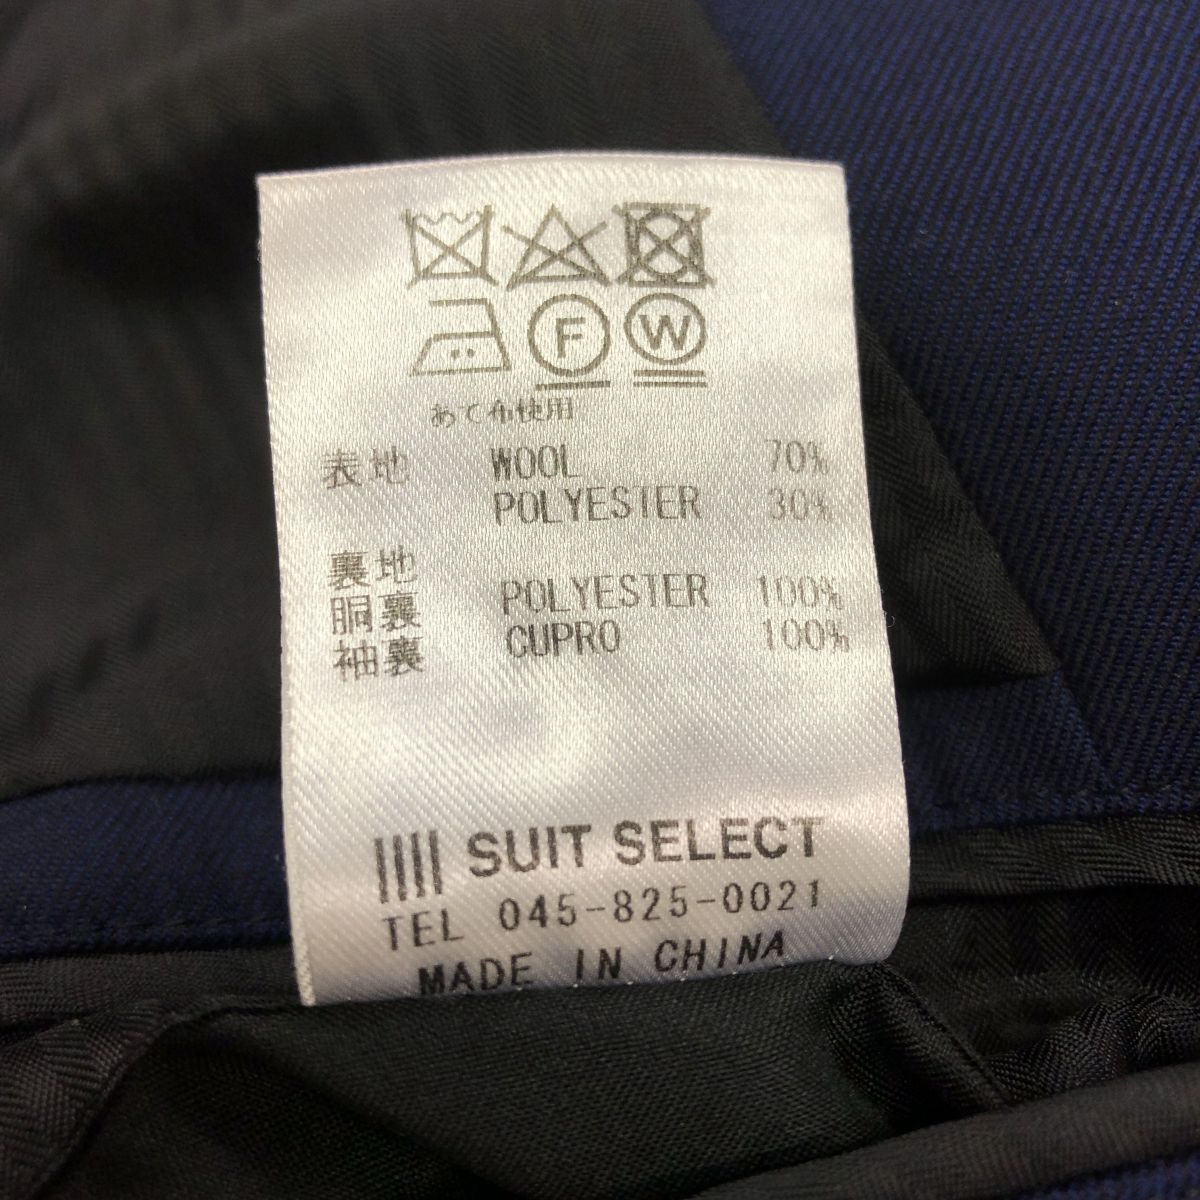 F W
あて布使用
表地 WOOL 70%
POLYESTER 30%
裏地
胴裏 POLYESTER 100%
袖裏 CUPRO 100%
SUIT SELECT
TEL 045-825-0021
MADE IN CHINA